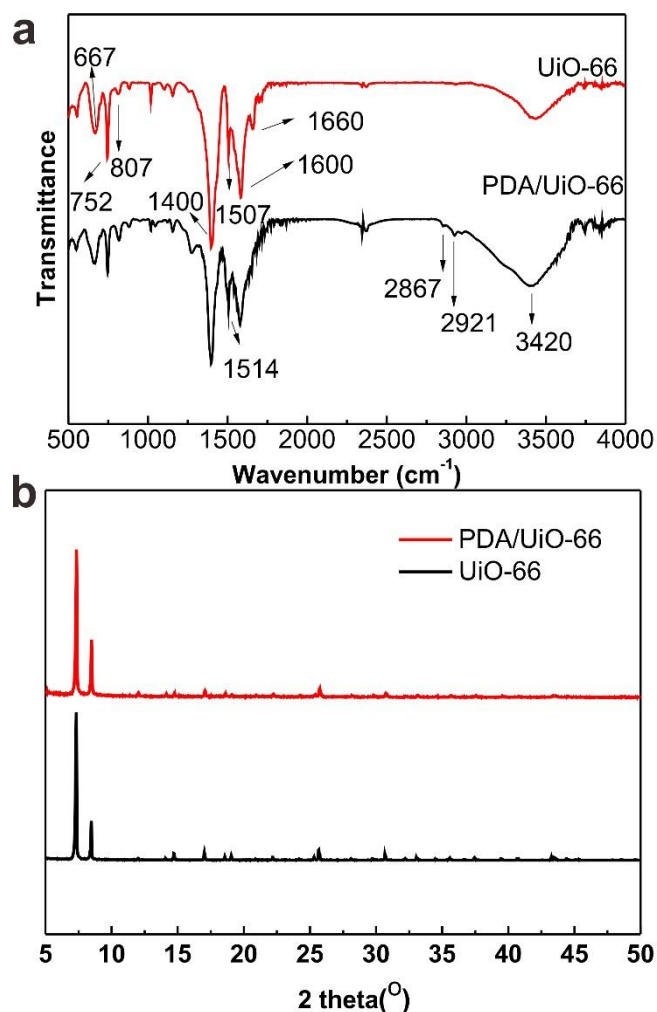 a
667
UiO-66
1660
807
1600
752
1400
1507
PDA/UiO-66
2867
2921
3420
1514
Transmittance
500 1000 1500 2000 2500 3000 3500 4000
Wavenumber (cm⁻¹)
b
PDA/UiO-66
UiO-66
5 10 15 20 25 30 35 40 45 50
2 theta(O)